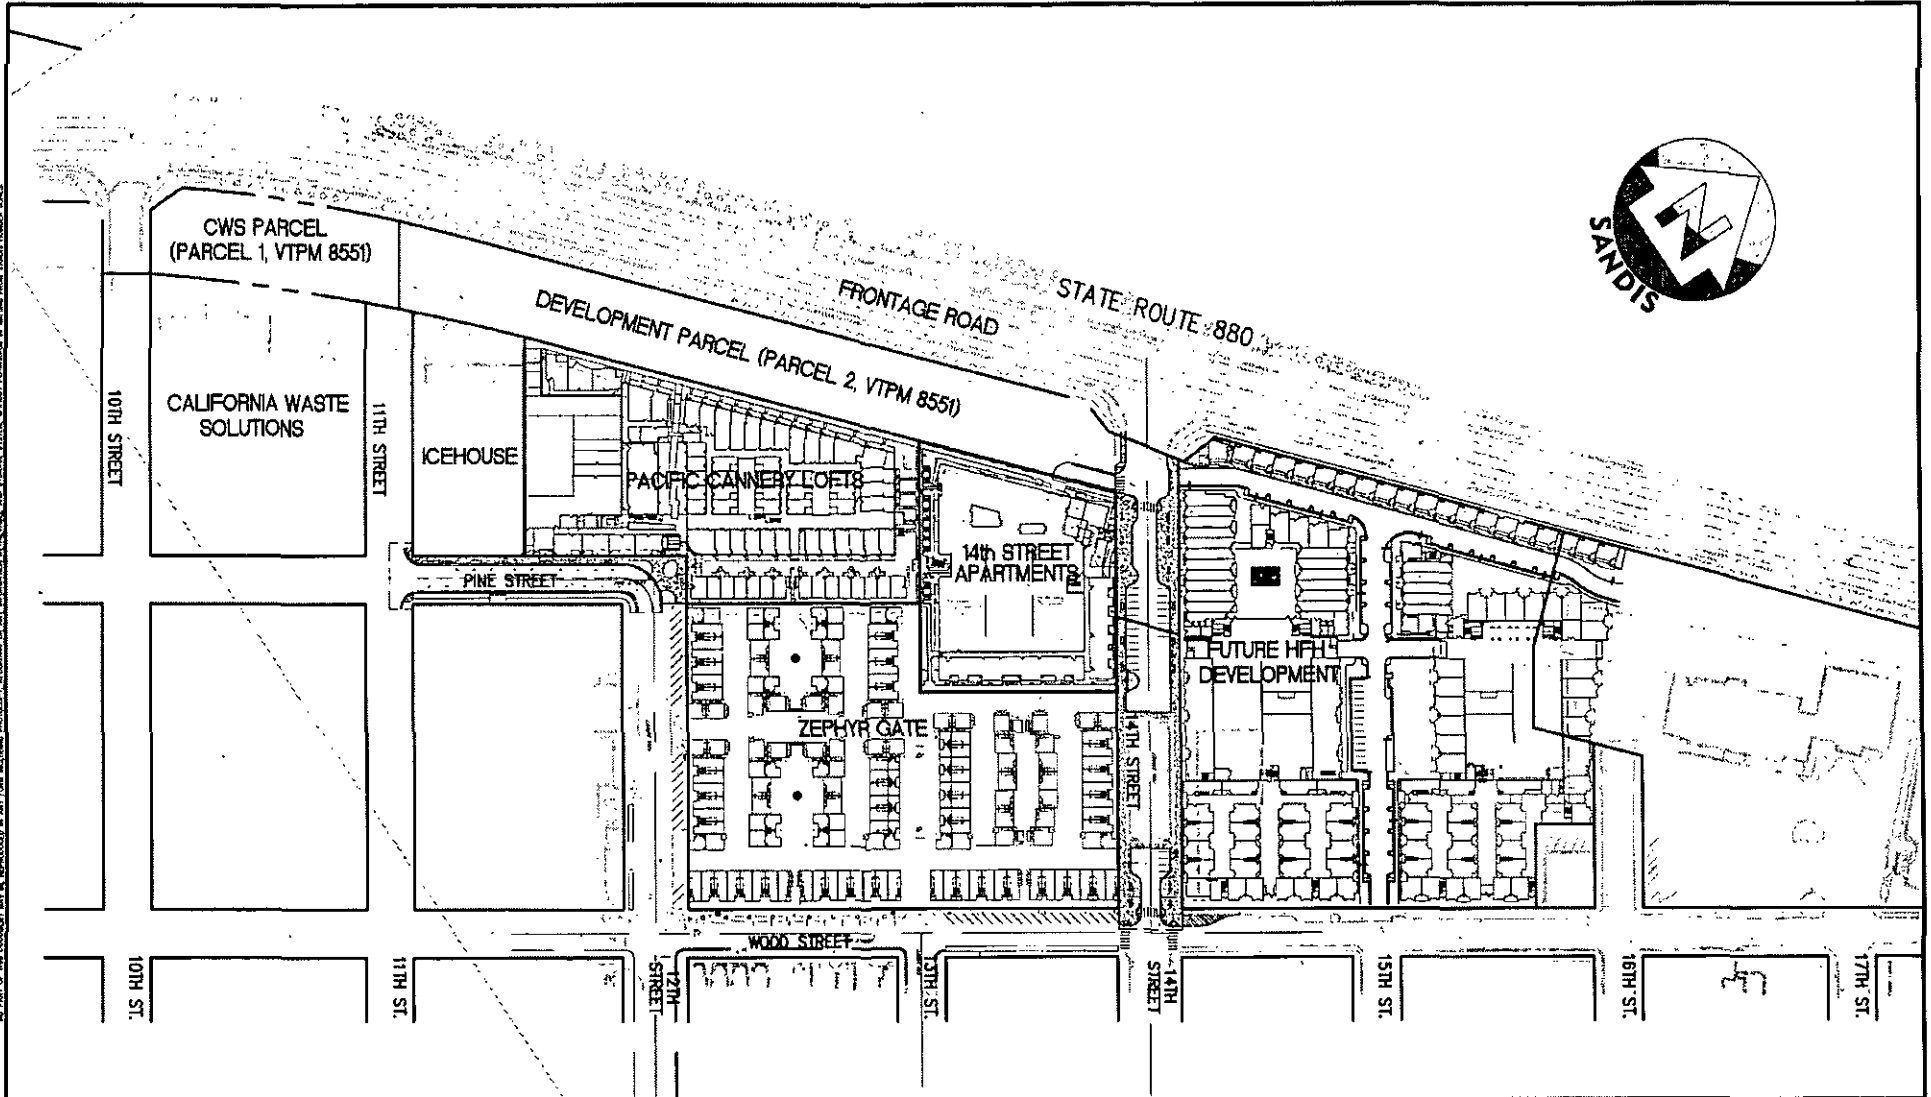 CWS PARCEL
(PARCEL 1, VTPM 8551)
FRONTAGE ROAD
STATE ROUTE 880
DEVELOPMENT PARCEL (PARCEL 2, VTPM 8551)
SANDIS
10TH STREET
CALIFORNIA WASTE
SOLUTIONS
11TH STREET
ICEHOUSE
PACIFIC CANNERY LOFTS
14th STREET
APARTMENTS
PINE STREET
FUTURE HFH
DEVELOPMENT
ZEPHYR GATE
14TH STREET
WOOD STREET
10TH ST.
11TH ST.
12TH
STREET
13TH ST.
14TH
STREET
15TH ST.
16TH ST.
17TH ST.